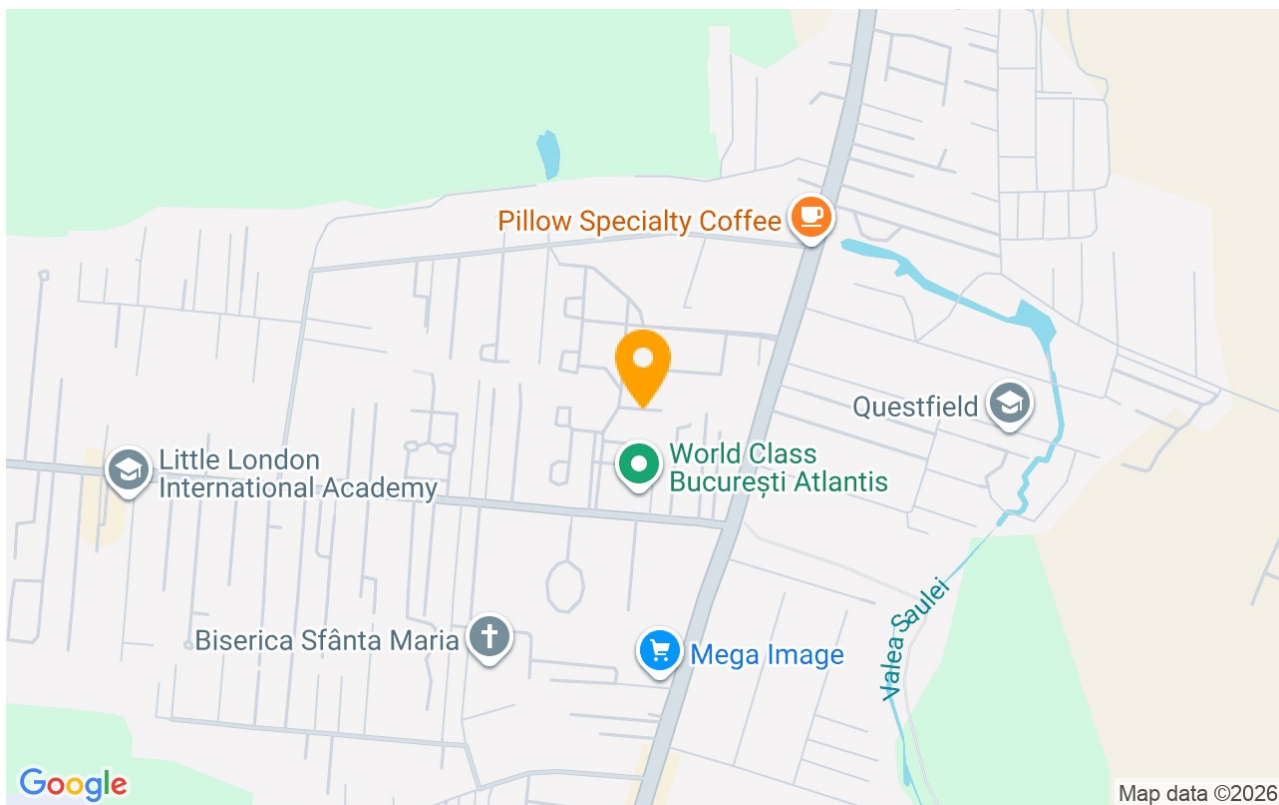 Pillow Specialty Coffee
Questfield
World Class
București Atlantis
Little London
International Academy
Valea Saulei
Biserica Sfânta Maria
Mega Image
Google
Map data ©2026